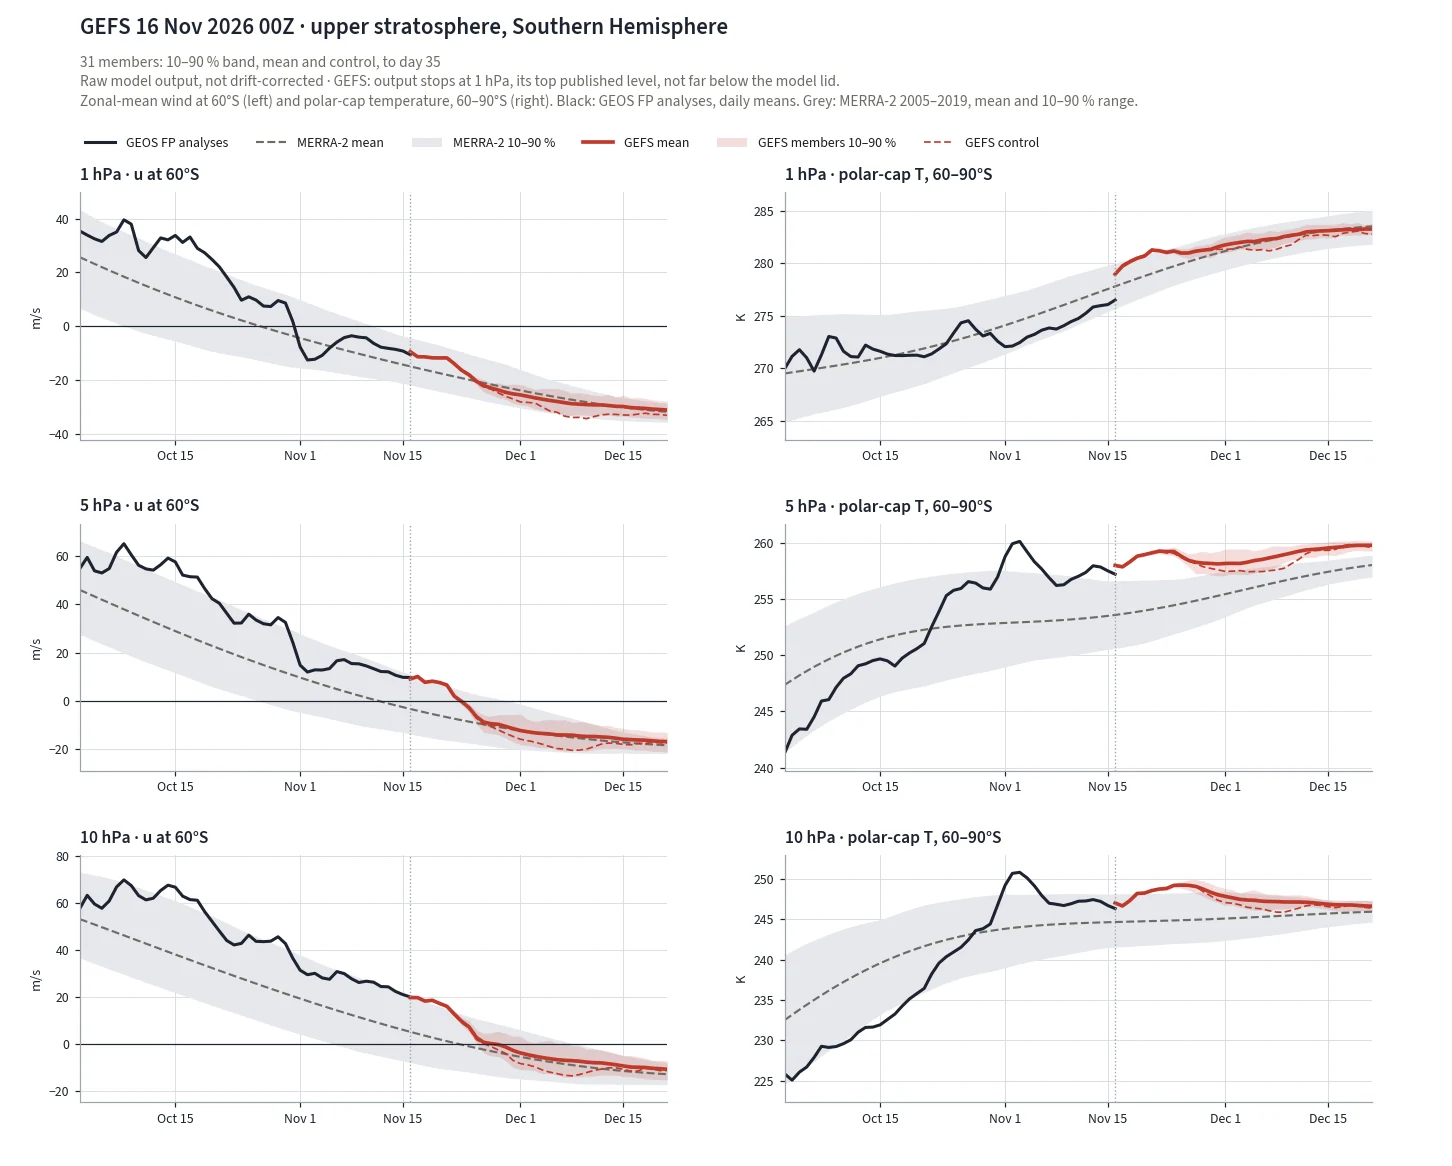 GEFS 16 Nov 2026 00Z · upper stratosphere, Southern Hemisphere
31 members: 10–90 % band, mean and control, to day 35
Raw model output, not drift-corrected · GEFS: output stops at 1 hPa, its top published level, not far below the model lid.
Zonal-mean wind at 60°S (left) and polar-cap temperature, 60–90°S (right). Black: GEOS FP analyses, daily means. Grey: MERRA-2 2005–2019, mean and 10–90 % range.
GEOS FP analyses MERRA-2 mean MERRA-2 10–90 % GEFS mean GEFS members 10–90 % GEFS control
1 hPa · u at 60°S
40
20
0
−20
−40
m/s
Oct 15 Nov 1 Nov 15 Dec 1 Dec 15
1 hPa · polar-cap T, 60–90°S
285
280
275
270
265
K
Oct 15 Nov 1 Nov 15 Dec 1 Dec 15
5 hPa · u at 60°S
60
40
20
0
−20
m/s
Oct 15 Nov 1 Nov 15 Dec 1 Dec 15
5 hPa · polar-cap T, 60–90°S
260
255
250
245
240
K
Oct 15 Nov 1 Nov 15 Dec 1 Dec 15
10 hPa · u at 60°S
80
60
40
20
0
−20
m/s
Oct 15 Nov 1 Nov 15 Dec 1 Dec 15
10 hPa · polar-cap T, 60–90°S
250
245
240
235
230
225
K
Oct 15 Nov 1 Nov 15 Dec 1 Dec 15